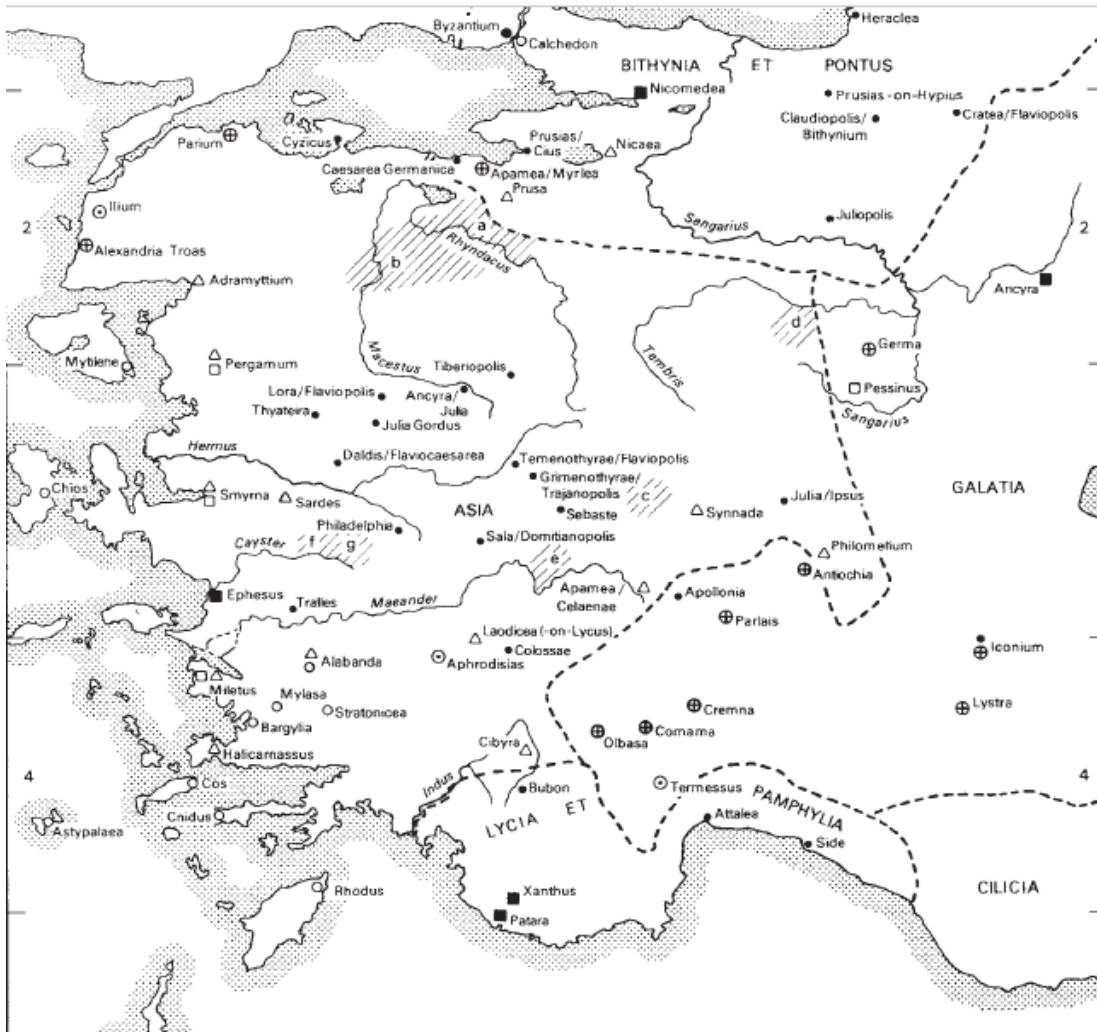 Heraclea
Byzantium
Calchedon
BITHYNIA
ET
PONTUS
Nicomedea
Prusias-on-Hypius
Claudiopolis/
Bithynium
Cratea/Flaviopolis
Parium
Cyzicus
Prusias/
Cius
Nicaea
Caesarea Germanica
Apamea/Myrlea
Prusa
Ilium
2
a
Rhyndacus
Sangarius
Juliopolis
2
Alexandria Troas
b
Adramyttium
Ancyra
d
Germa
Mytilene
Pergamum
Macestus
Tiberiopolis
Tembris
Pessinus
Lora/Flaviopolis
Ancyra/
Julia
Thyateira
Julia Gordus
Sangarius
Hermus
Daldis/Flaviocaesarea
Temenothyrae/Flaviopolis
Grimenothyrae/
Trajanopolis
Chios
Smyrna
Sardes
c
Julia/Ipsus
GALATIA
ASIA
Sebaste
Synnada
Philadelphia
Cayster
f
g
Sala/Domitianopolis
e
Philometium
Antiochia
Ephesus
Tralles
Maeander
Apamea/
Celaenae
Apollonia
Parlais
Laodicea(-on-Lycus)
Colossae
Iconium
Alabanda
Aphrodisias
Miletus
Mylasa
Stratonicea
Bargylia
Cremna
Lystra
Olbasa
Comama
Halicarnassus
Cibyra
4
Cos
Indus
Bubon
Termessus
4
Cnidus
LYCIA
ET
PAMPHYLIA
Attalea
Astypalaea
Side
Rhodus
Xanthus
CILICIA
Patara